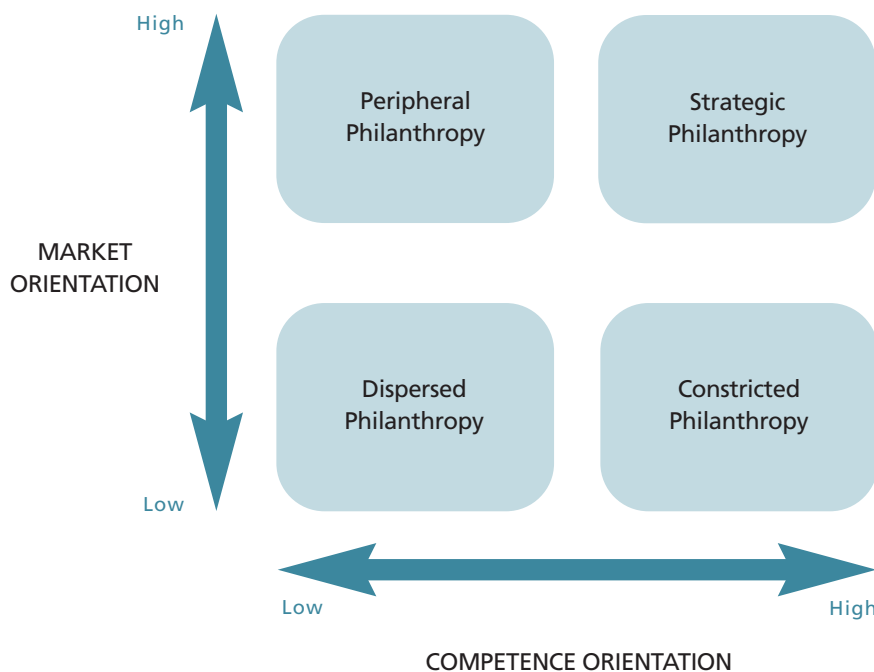 High
Peripheral
Philanthropy
Strategic
Philanthropy
MARKET
ORIENTATION
Dispersed
Philanthropy
Constricted
Philanthropy
Low
Low
High
COMPETENCE ORIENTATION